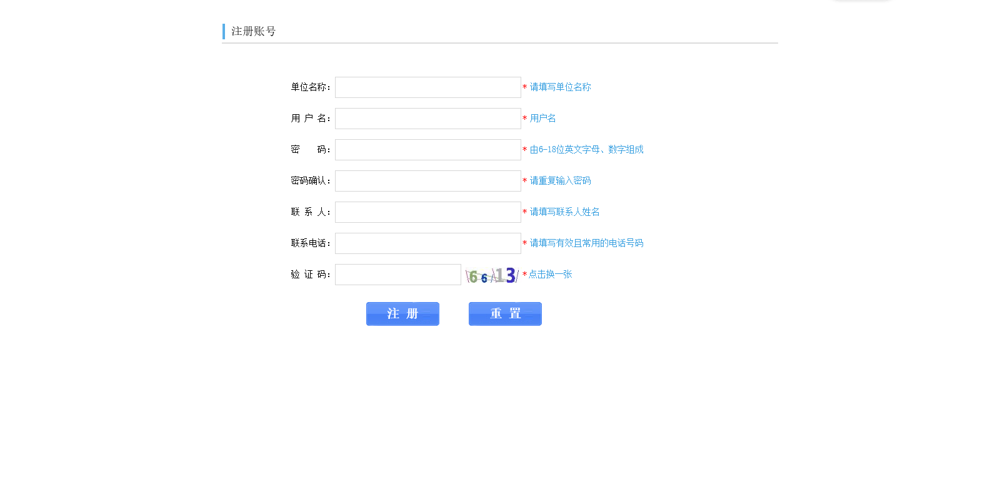 注册账号
单位名称： * 请填写单位名称
用 户 名： * 用户名
密    码： * 由6-18位英文字母、数字组成
密码确认： * 请重复输入密码
联 系 人： * 请填写联系人姓名
联系电话： * 请填写有效且常用的电话号码
验 证 码： 6613 * 点击换一张
注 册 重 置